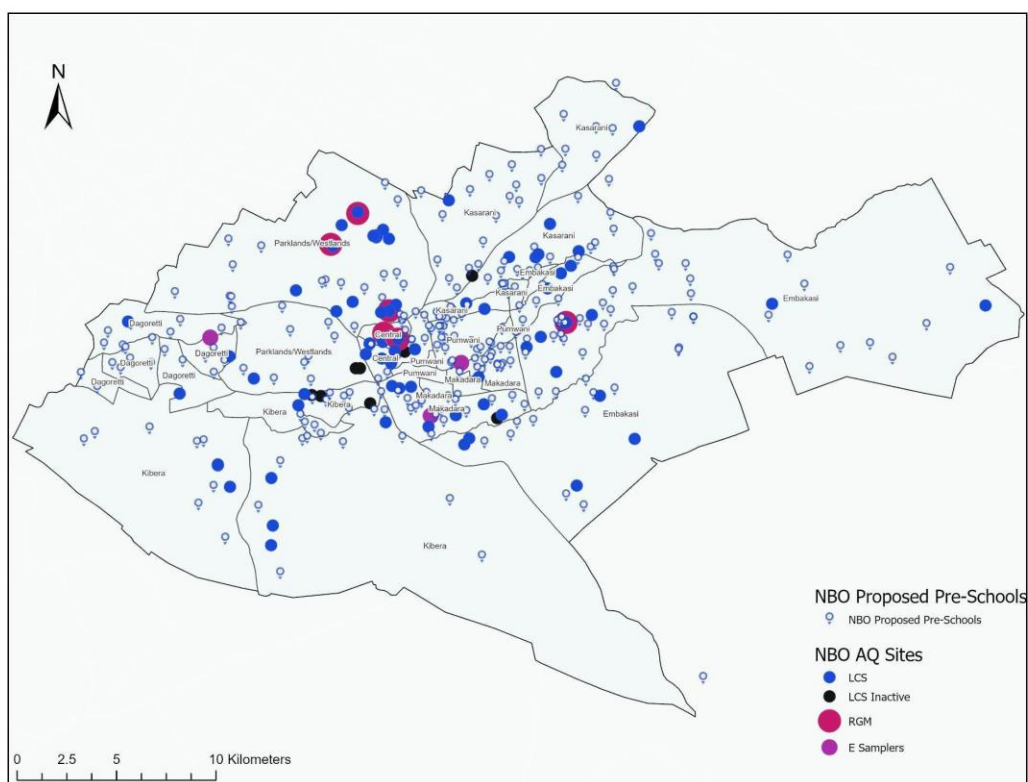 N
Kasarani
Kasarani
Kasarani
Parklands/Westlands
Embakasi
Embakasi
Kasarani
Embakasi
Kasarani
Dagoretti
Pumwani
Central
Pumwani
Dagoretti
Parklands/Westlands
Central
Dagoretti
Pumwani
Dagoretti
Dagoretti
Pumwani
Makadara
Makadara
Makadara
Kibera
Kibera
Makadara
Embakasi
Kibera
Kibera
NBO Proposed Pre-Schools
NBO Proposed Pre-Schools
NBO AQ Sites
LCS
LCS Inactive
RGM
E Samplers
0 2.5 5 10 Kilometers